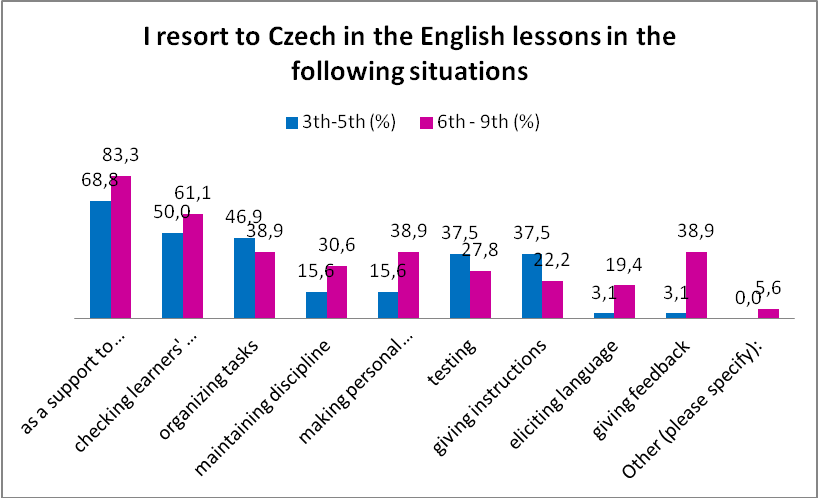 I resort to Czech in the English lessons in the
following situations
3th-5th (%) 6th - 9th (%)
68,8 83,3 50,0 61,1 46,9 38,9 15,6 30,6 15,6 38,9 37,5 27,8 37,5 22,2 3,1 19,4 3,1 38,9 0,0 5,6
as a support to...
checking learners' ...
organizing tasks
maintaining discipline
making personal...
testing
giving instructions
eliciting language
giving feedback
Other (please specify):